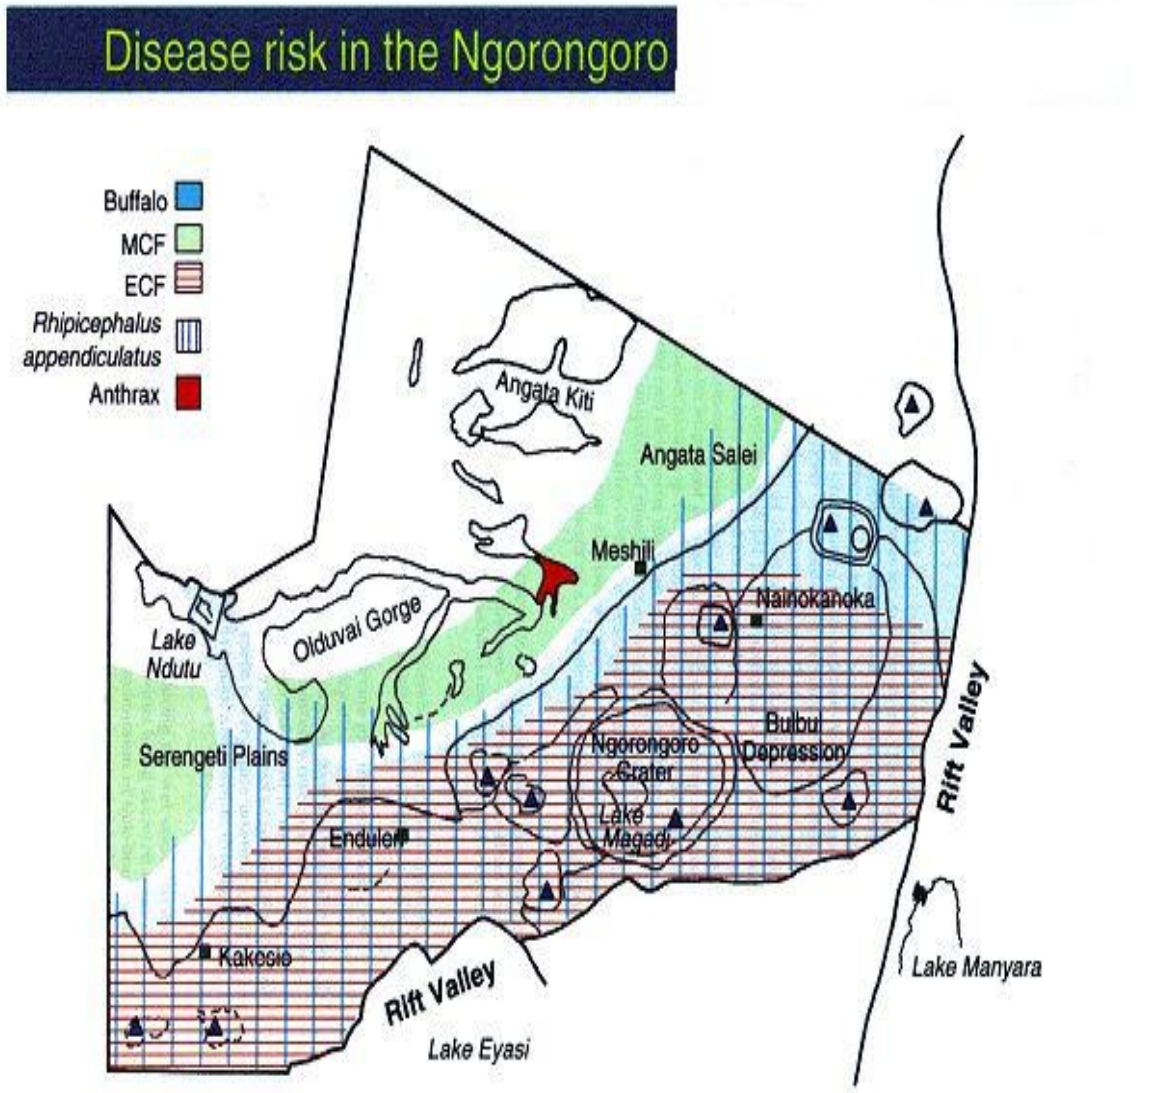 Disease risk in the Ngorongoro
Buffalo
MCF
ECF
Rhipicephalus
appendiculatus
Anthrax
Angata Kiti
Angata Salei
Meshili
Olduvai Gorge
Lake
Ndutu
Nainokanoka
Serengeti Plains
Ngorongoro
Crater
Bulbu
Depression
Lake
Magadi
Endulen
Kakesio
Rift Valley
Rift Valley
Lake Manyara
Lake Eyasi